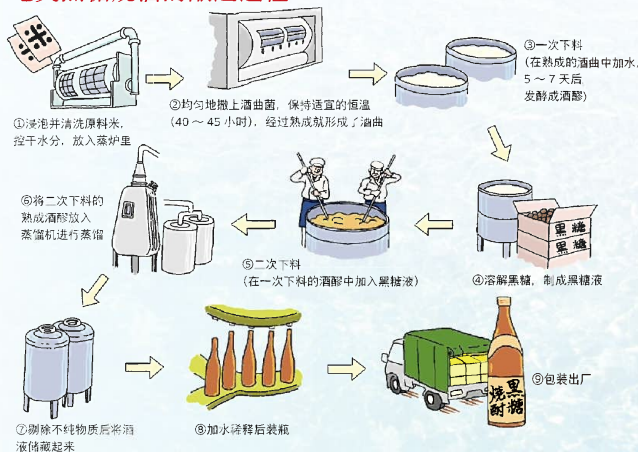 米
①浸泡并清洗原料米，
控干水分，放入蒸炉里
②均匀地撒上酒曲菌，保持适宜的恒温
（40～45小时），经过熟成就形成了酒曲
③一次下料
（在熟成的酒曲中加水，
5～7天后，
发酵成酒醪）
④溶解黑糖，制成黑糖液
黑糖
黑糖
⑤二次下料
（在一次下料的酒醪中加入黑糖液）
⑥将二次下料的
熟成酒醪放入
蒸馏机进行蒸馏
⑦剔除不纯物质后将酒
液储藏起来
⑧加水稀释后装瓶
⑨包装出厂
黑糖
焼酎